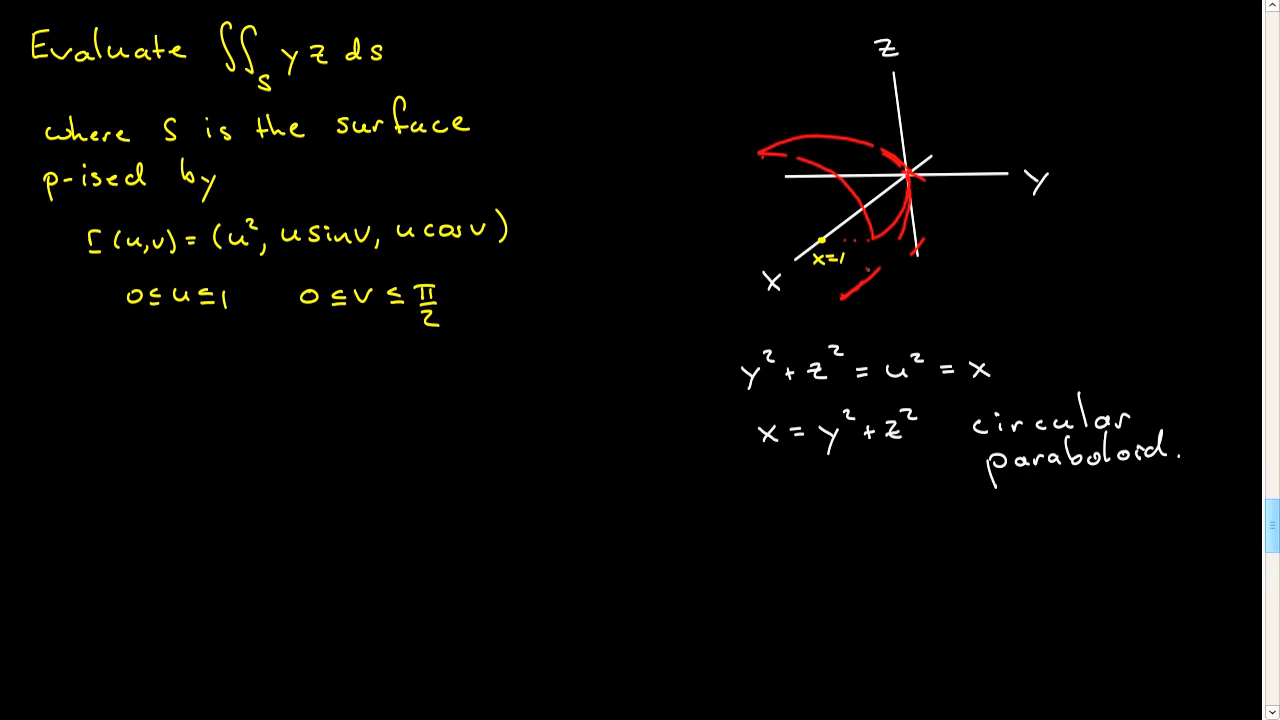 Evaluate ∬_S y z ds
where S is the surface
p-ised by
r(u,v) = (u², u sin v, u cos v)
0 ≤ u ≤ 1   0 ≤ v ≤ π/2
Z
Y
x=1
X
y² + z² = u² = x
x = y² + z²   circular
paraboloid.